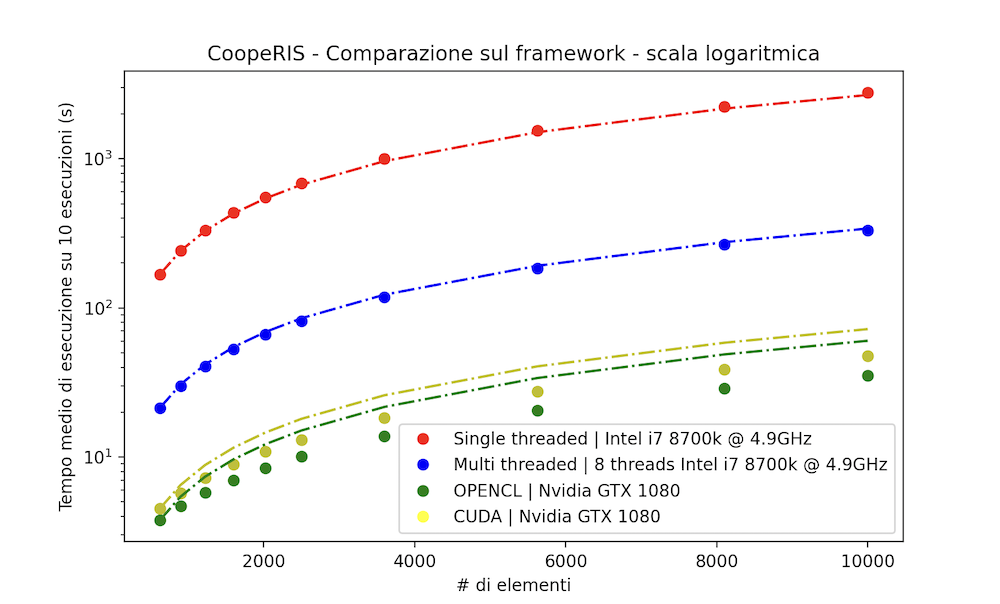 CoopeRIS - Comparazione sul framework - scala logaritmica
Tempo medio di esecuzione su 10 esecuzioni (s)
10³
10²
10¹
Single threaded | Intel i7 8700k @ 4.9GHz
Multi threaded | 8 threads Intel i7 8700k @ 4.9GHz
OPENCL | Nvidia GTX 1080
CUDA | Nvidia GTX 1080
2000 4000 6000 8000 10000
# di elementi